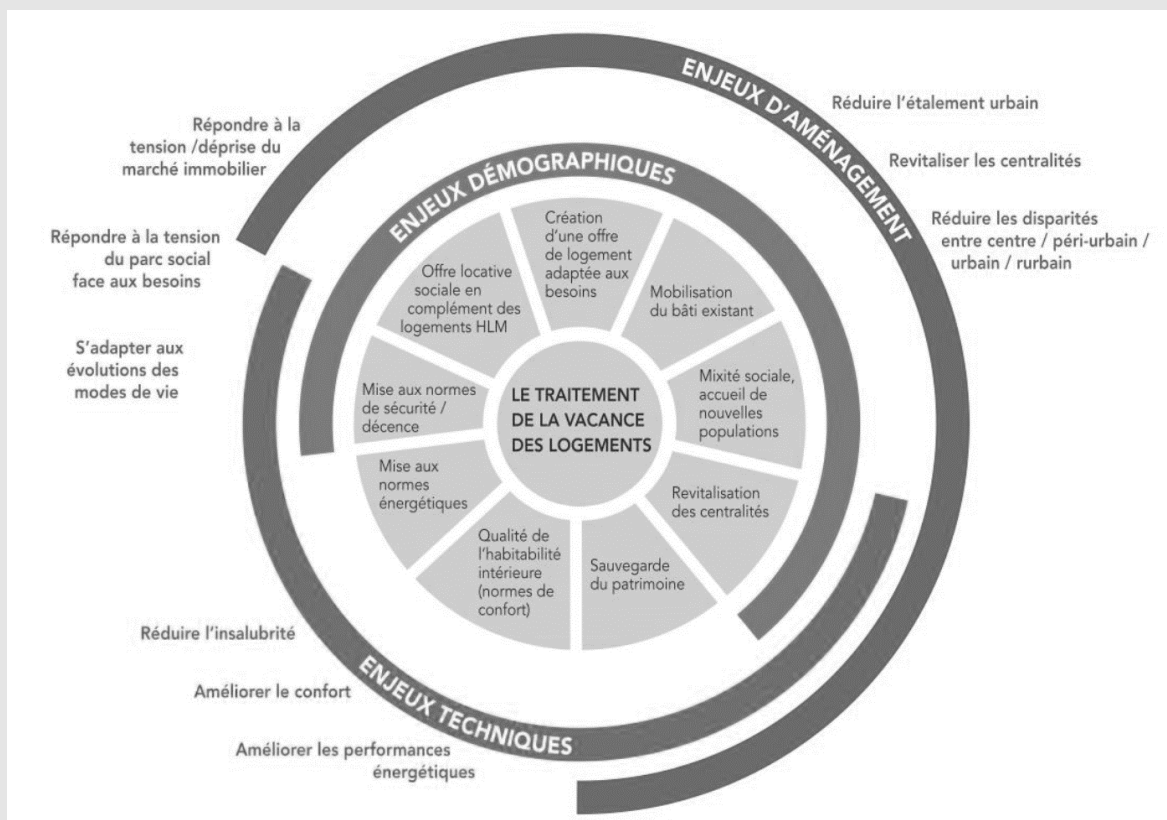 ENJEUX D'AMÉNAGEMENT
Réduire l'étalement urbain
Revitaliser les centralités
Réduire les disparités
entre centre / péri-urbain /
urbain / rurbain
Répondre à la
tension /déprise du
marché immobilier
Répondre à la tension
du parc social
face aux besoins
S'adapter aux
évolutions des
modes de vie
ENJEUX DÉMOGRAPHIQUES
Création
d'une offre
de logement
adaptée aux
besoins
Mobilisation
du bâti existant
Mixité sociale,
accueil de
nouvelles
populations
Revitalisation
des centralités
Sauvegarde
du patrimoine
Qualité de
l'habitabilité
intérieure
(normes de
confort)
Mise aux
normes
énergétiques
Mise aux normes
de sécurité /
décence
Offre locative
sociale en
complément des
logements HLM
LE TRAITEMENT
DE LA VACANCE
DES LOGEMENTS
Réduire l'insalubrité
Améliorer le confort
Améliorer les performances
énergétiques
ENJEUX TECHNIQUES